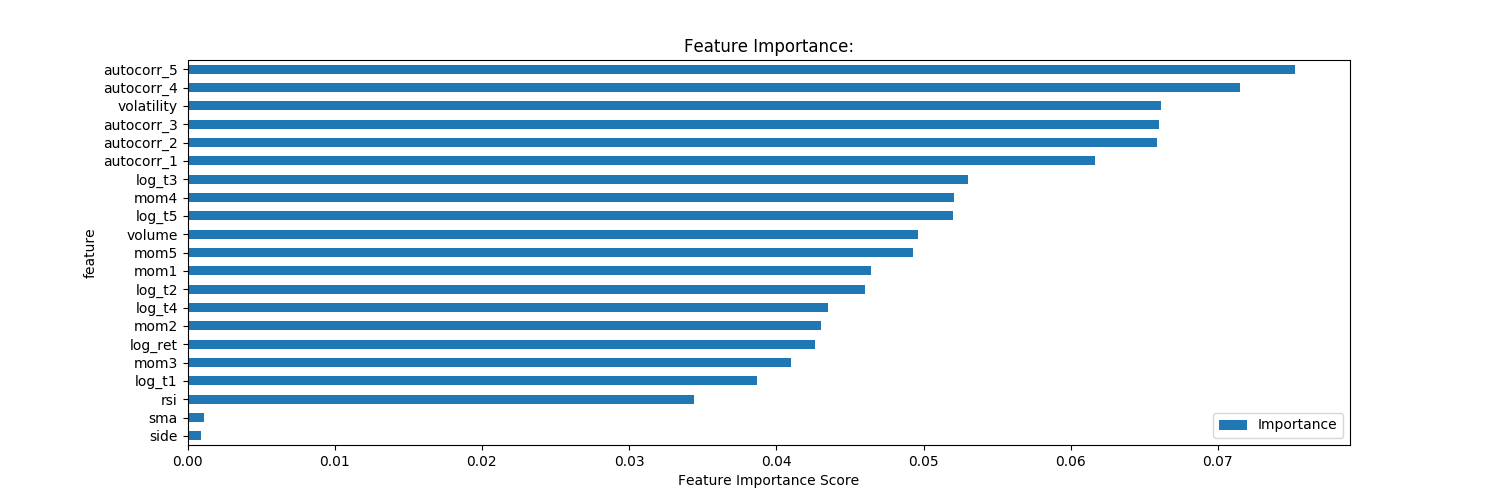 Feature Importance:
autocorr_5
autocorr_4
volatility
autocorr_3
autocorr_2
autocorr_1
log_t3
mom4
log_t5
volume
mom5
mom1
log_t2
log_t4
mom2
log_ret
mom3
log_t1
rsi
sma
side
feature
Importance
0.00 0.01 0.02 0.03 0.04 0.05 0.06 0.07
Feature Importance Score